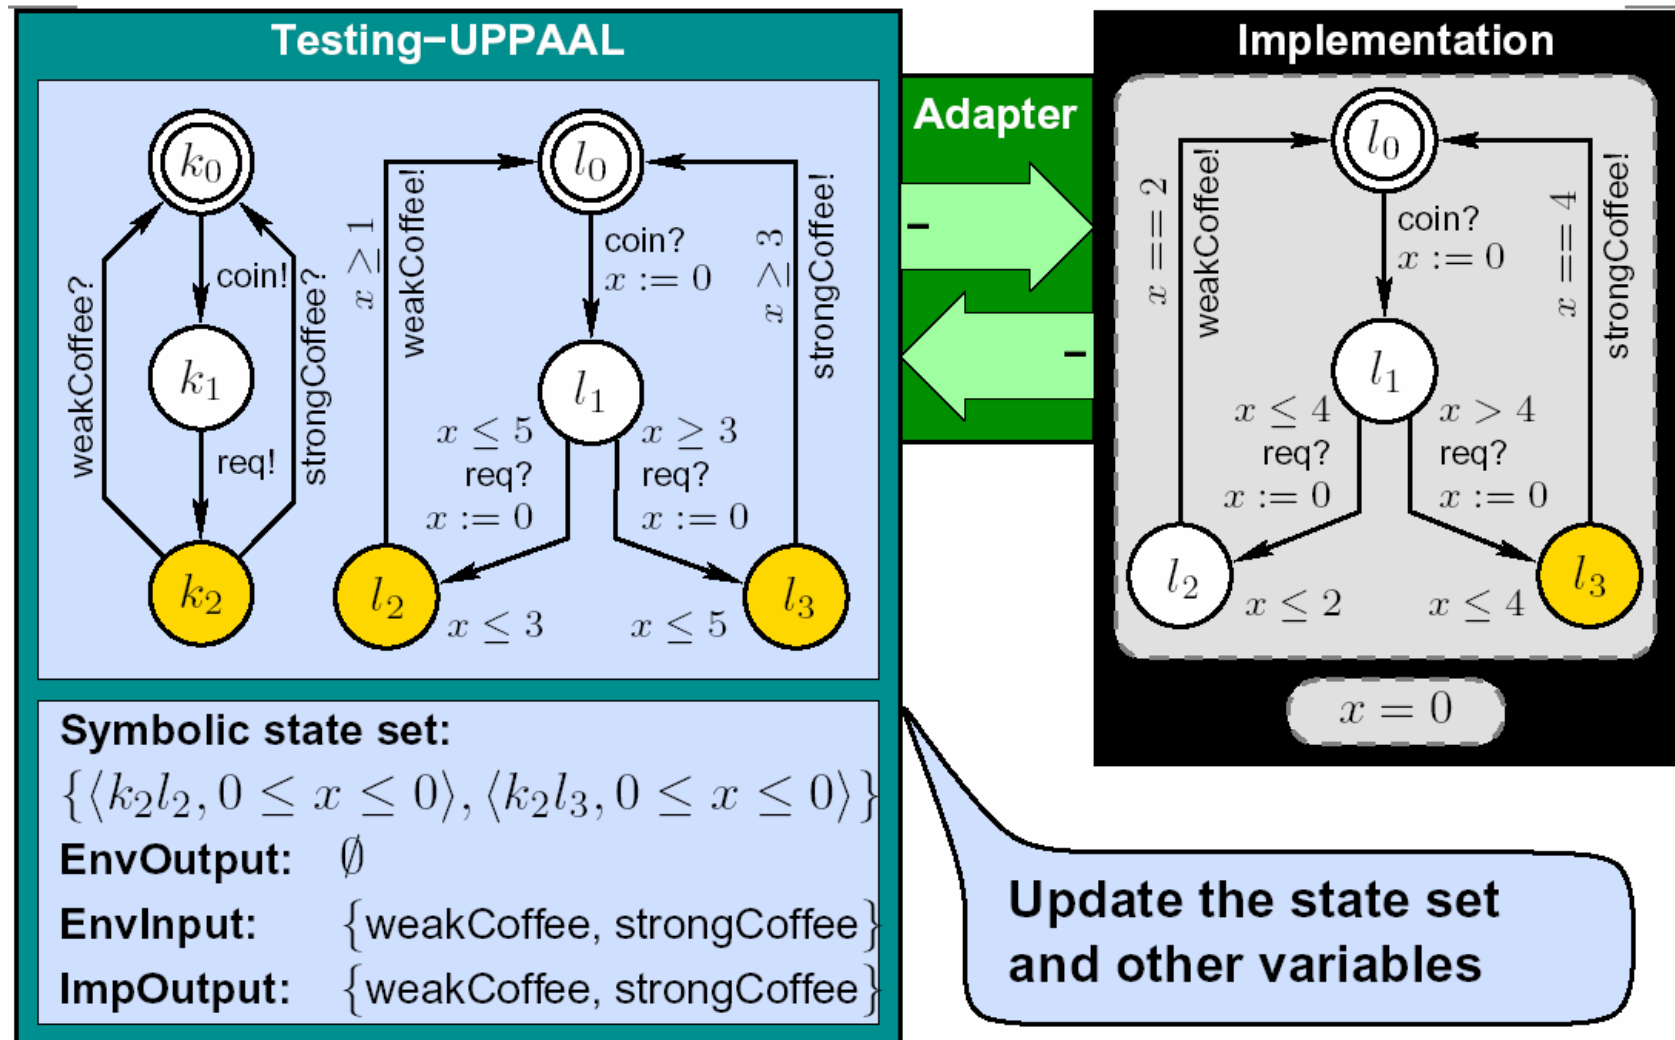 Testing–UPPAAL
k₀
coin!
k₁
req!
k₂
weakCoffee?
strongCoffee?
l₀
coin?
x := 0
l₁
x ≤ 5
req?
x := 0
x ≥ 3
req?
x := 0
x ≥ 1
weakCoffee!
x ≥ 3
strongCoffee!
l₂
x ≤ 3
x ≤ 5
l₃
Symbolic state set:
{⟨k₂l₂, 0 ≤ x ≤ 0⟩, ⟨k₂l₃, 0 ≤ x ≤ 0⟩}
EnvOutput: ∅
EnvInput: {weakCoffee, strongCoffee}
ImpOutput: {weakCoffee, strongCoffee}
Adapter
–
–
Implementation
l₀
coin?
x := 0
l₁
x ≤ 4
req?
x := 0
x > 4
req?
x := 0
x == 2
weakCoffee!
x == 4
strongCoffee!
l₂
x ≤ 2
x ≤ 4
l₃
x = 0
Update the state set
and other variables